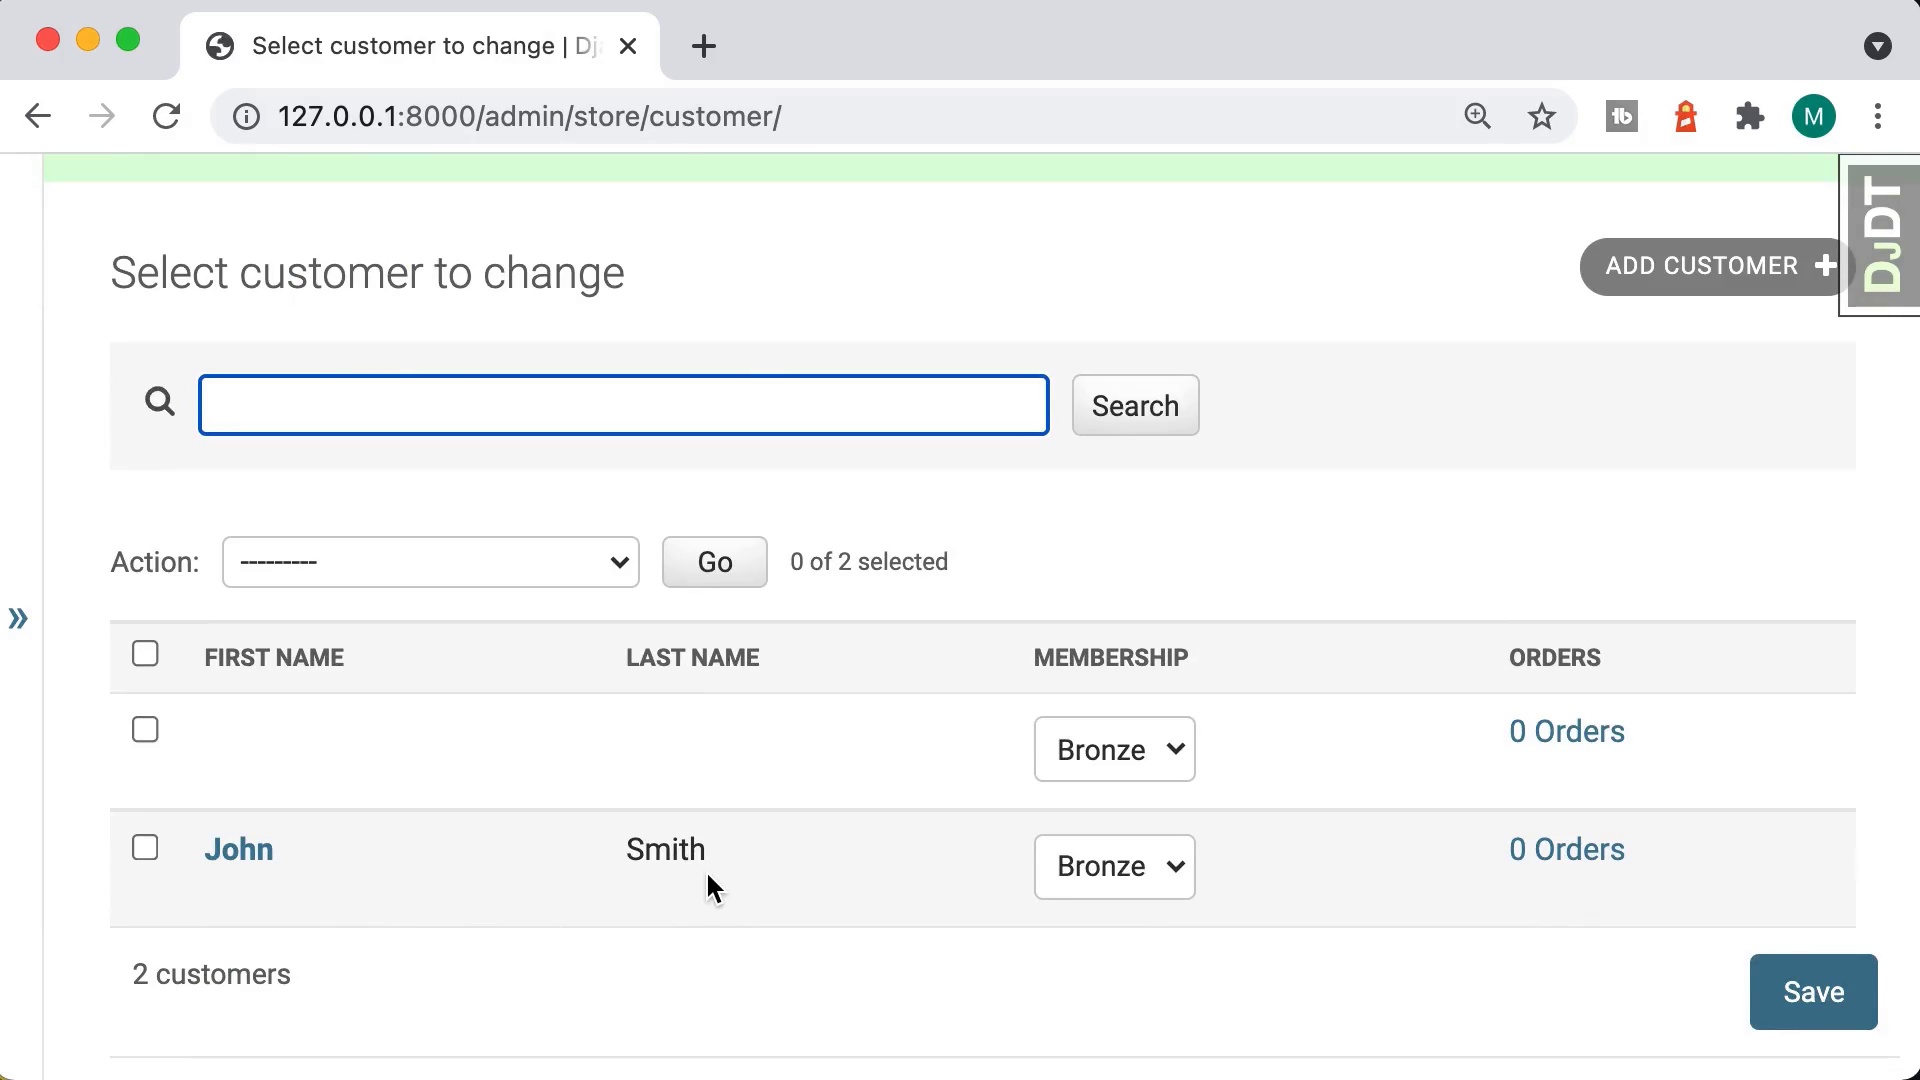 Select customer to change | Dj
127.0.0.1:8000/admin/store/customer/
tb
M
DJDT
Select customer to change
ADD CUSTOMER +
Search
Action: --------- Go 0 of 2 selected
FIRST NAME LAST NAME MEMBERSHIP ORDERS
Bronze 0 Orders
John Smith Bronze 0 Orders
2 customers
Save